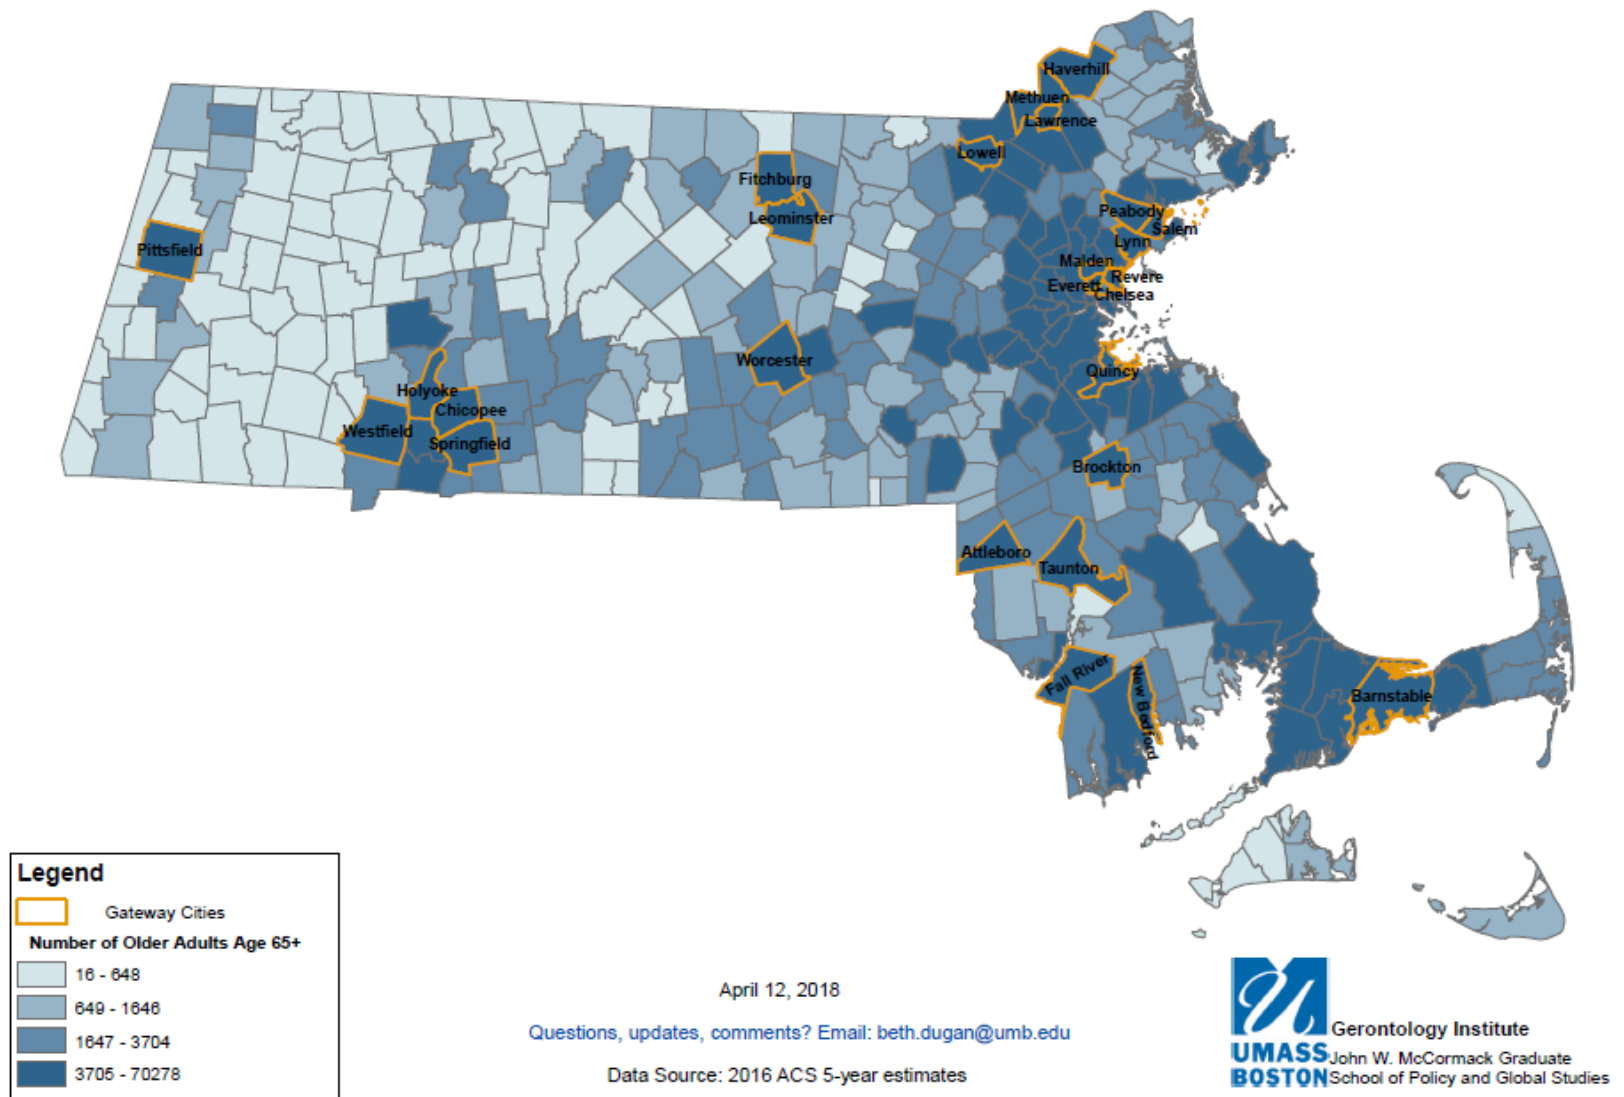 Haverhill
Methuen
Lawrence
Lowell
Fitchburg
Leominster
Peabody
Salem
Lynn
Pittsfield
Malden
Revere
Everett
Chelsea
Worcester
Quincy
Holyoke
Chicopee
Westfield
Springfield
Brockton
Attleboro
Taunton
Fall River
New Bedford
Barnstable
Legend
Gateway Cities
Number of Older Adults Age 65+
16 - 648
649 - 1646
1647 - 3704
3705 - 70278
April 12, 2018
Questions, updates, comments? Email: beth.dugan@umb.edu
Data Source: 2016 ACS 5-year estimates
UMASS
BOSTON
Gerontology Institute
John W. McCormack Graduate
School of Policy and Global Studies